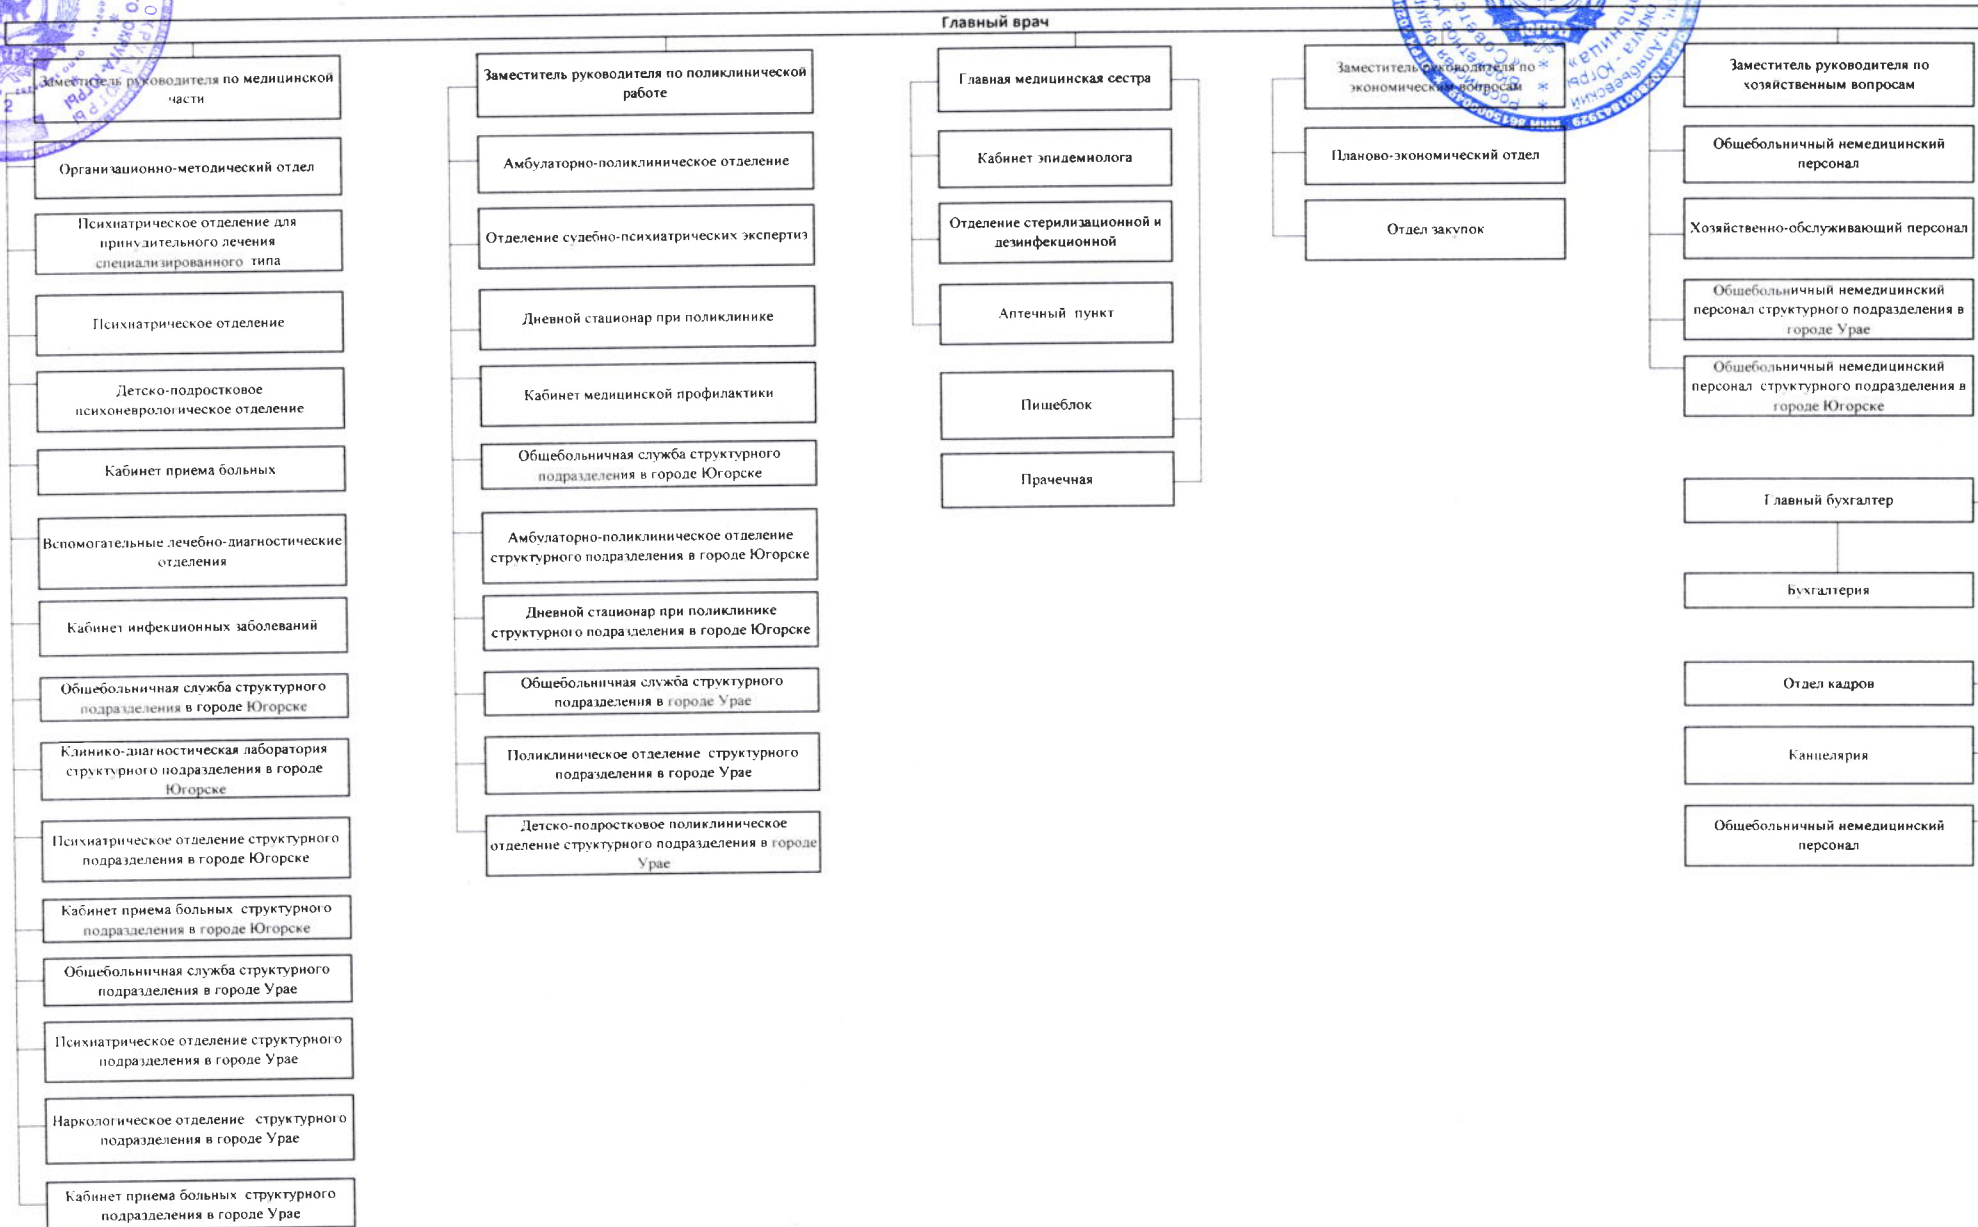 Главный врач
Заместитель руководителя по медицинской
части
Организационно-методический отдел
Психиатрическое отделение для
принудительного лечения
специализированного типа
Психиатрическое отделение
Детско-подростковое
психоневрологическое отделение
Кабинет приема больных
Вспомогательные лечебно-диагностические
отделения
Кабинет инфекционных заболеваний
Общебольничная служба структурного
подразделения в городе Югорске
Клинико-диагностическая лаборатория
структурного подразделения в городе
Югорске
Психиатрическое отделение структурного
подразделения в городе Югорске
Кабинет приема больных структурного
подразделения в городе Югорске
Общебольничная служба структурного
подразделения в городе Урае
Психиатрическое отделение структурного
подразделения в городе Урае
Наркологическое отделение структурного
подразделения в городе Урае
Кабинет приема больных структурного
подразделения в городе Урае
Заместитель руководителя по поликлинической
работе
Амбулаторно-поликлиническое отделение
Отделение судебно-психиатрических экспертиз
Дневной стационар при поликлинике
Кабинет медицинской профилактики
Общебольничная служба структурного
подразделения в городе Югорске
Амбулаторно-поликлиническое отделение
структурного подразделения в городе Югорске
Дневной стационар при поликлинике
структурного подразделения в городе Югорске
Общебольничная служба структурного
подразделения в городе Урае
Поликлиническое отделение структурного
подразделения в городе Урае
Детско-подростковое поликлиническое
отделение структурного подразделения в городе
Урае
Главная медицинская сестра
Кабинет эпидемиолога
Отделение стерилизационной и
дезинфекционной
Аптечный пункт
Пищеблок
Прачечная
Заместитель руководителя по
экономическим вопросам
Планово-экономический отдел
Отдел закупок
Заместитель руководителя по
хозяйственным вопросам
Общебольничный немедицинский
персонал
Хозяйственно-обслуживающий персонал
Общебольничный немедицинский
персонал структурного подразделения в
городе Урае
Общебольничный немедицинский
персонал структурного подразделения в
городе Югорске
Главный бухгалтер
Бухгалтерия
Отдел кадров
Канцелярия
Общебольничный немедицинский
персонал